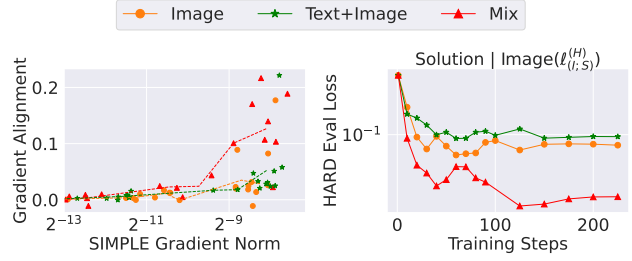 Image Text+Image Mix
Gradient Alignment
0.2
0.1
0.0
2^{-13} 2^{-11} 2^{-9}
SIMPLE Gradient Norm
Solution | Image(ℓ^{(H)}_{(I; S)})
HARD Eval Loss
10^{-1}
0 100 200
Training Steps